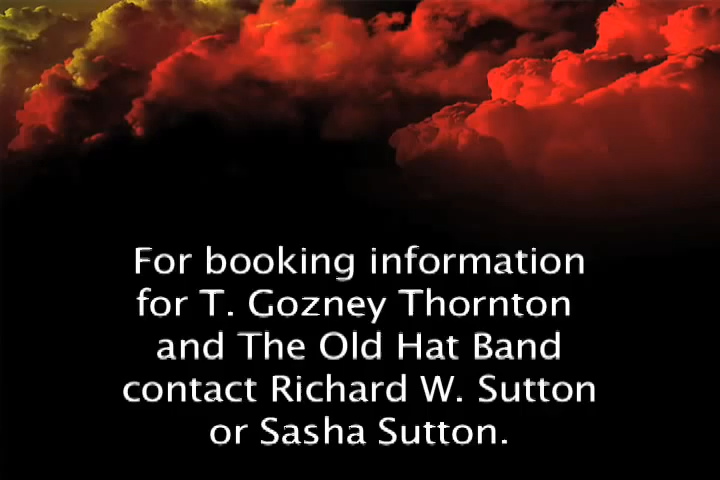 For booking information
for T. Gozney Thornton
and The Old Hat Band
contact Richard W. Sutton
or Sasha Sutton.